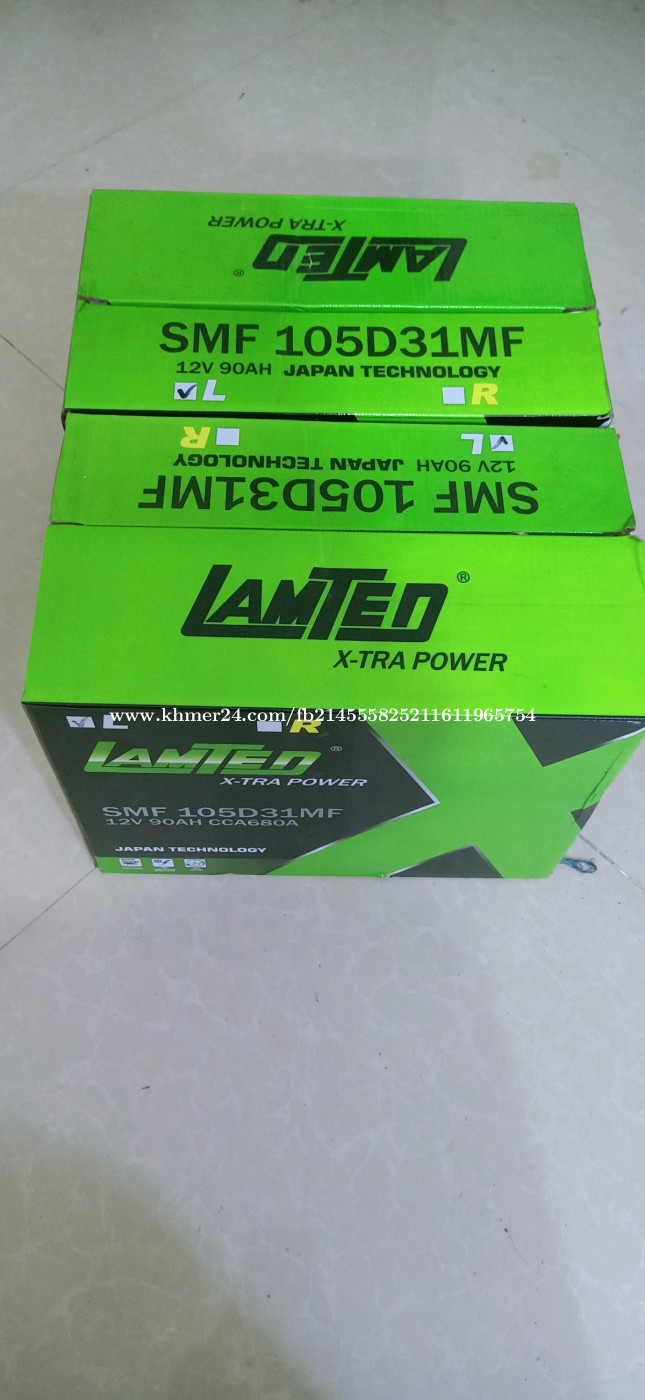 X-TRA POWER
LAMTED ®
SMF 105D31MF
12V 90AH JAPAN TECHNOLOGY
L R
R L
12V 90AH JAPAN TECHNOLOGY
SMF 105D31MF
LAMTED ®
X-TRA POWER
www.khmer24.com/fb2145558252116119657​54
L R
LAMTED ®
X-TRA POWER
SMF 105D31MF
12V 90AH CCA680A
JAPAN TECHNOLOGY